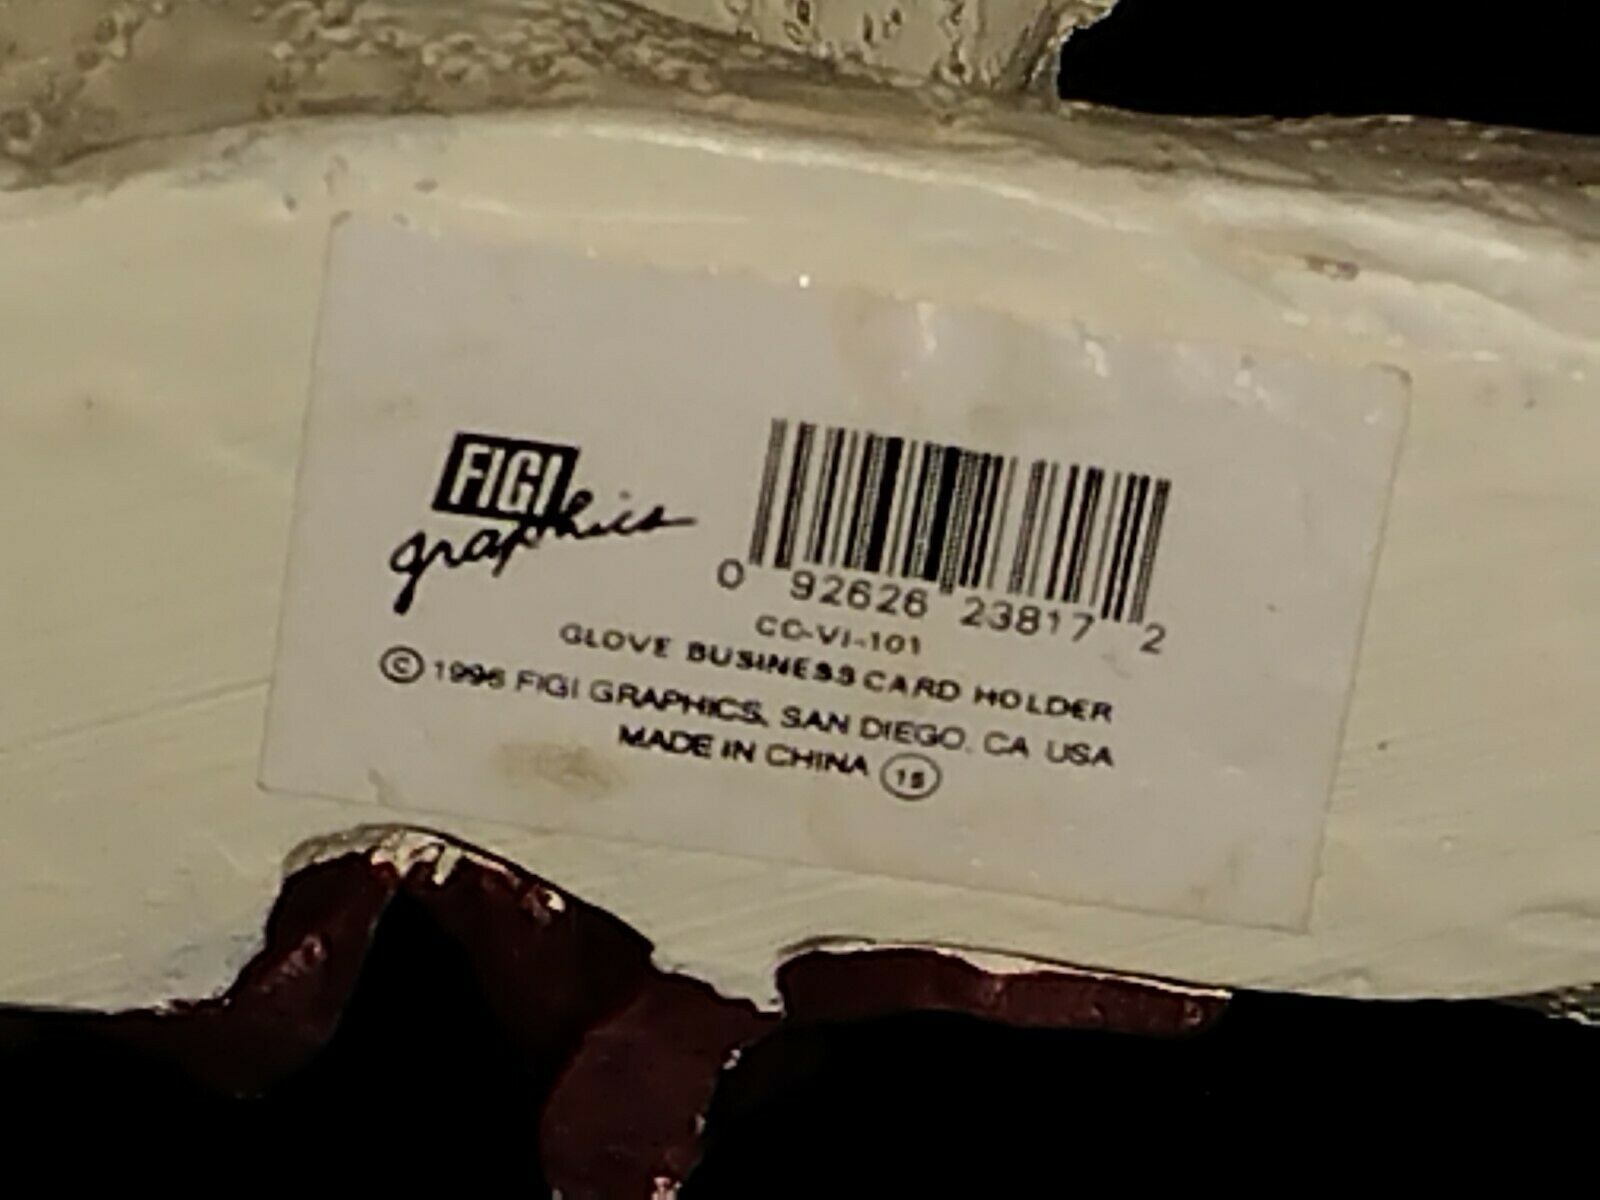 FIGI
graphics
0 92626 23817 2
CC-VI-101
GLOVE BUSINESS CARD HOLDER
© 1996 FIGI GRAPHICS, SAN DIEGO, CA USA
MADE IN CHINA 15